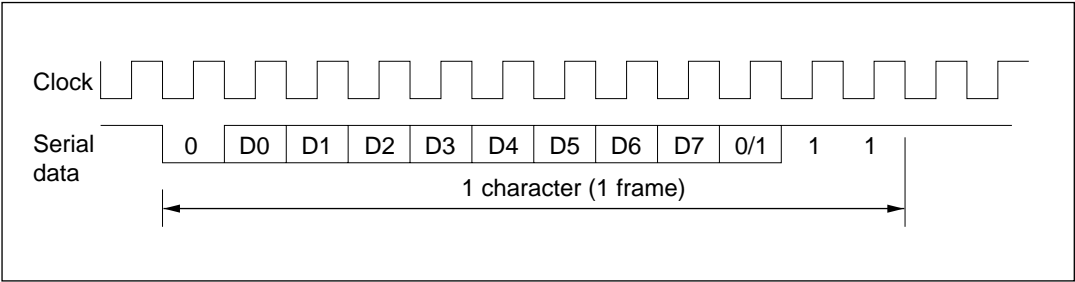 Clock
Serial
data
0 D0 D1 D2 D3 D4 D5 D6 D7 0/1 1 1
1 character (1 frame)